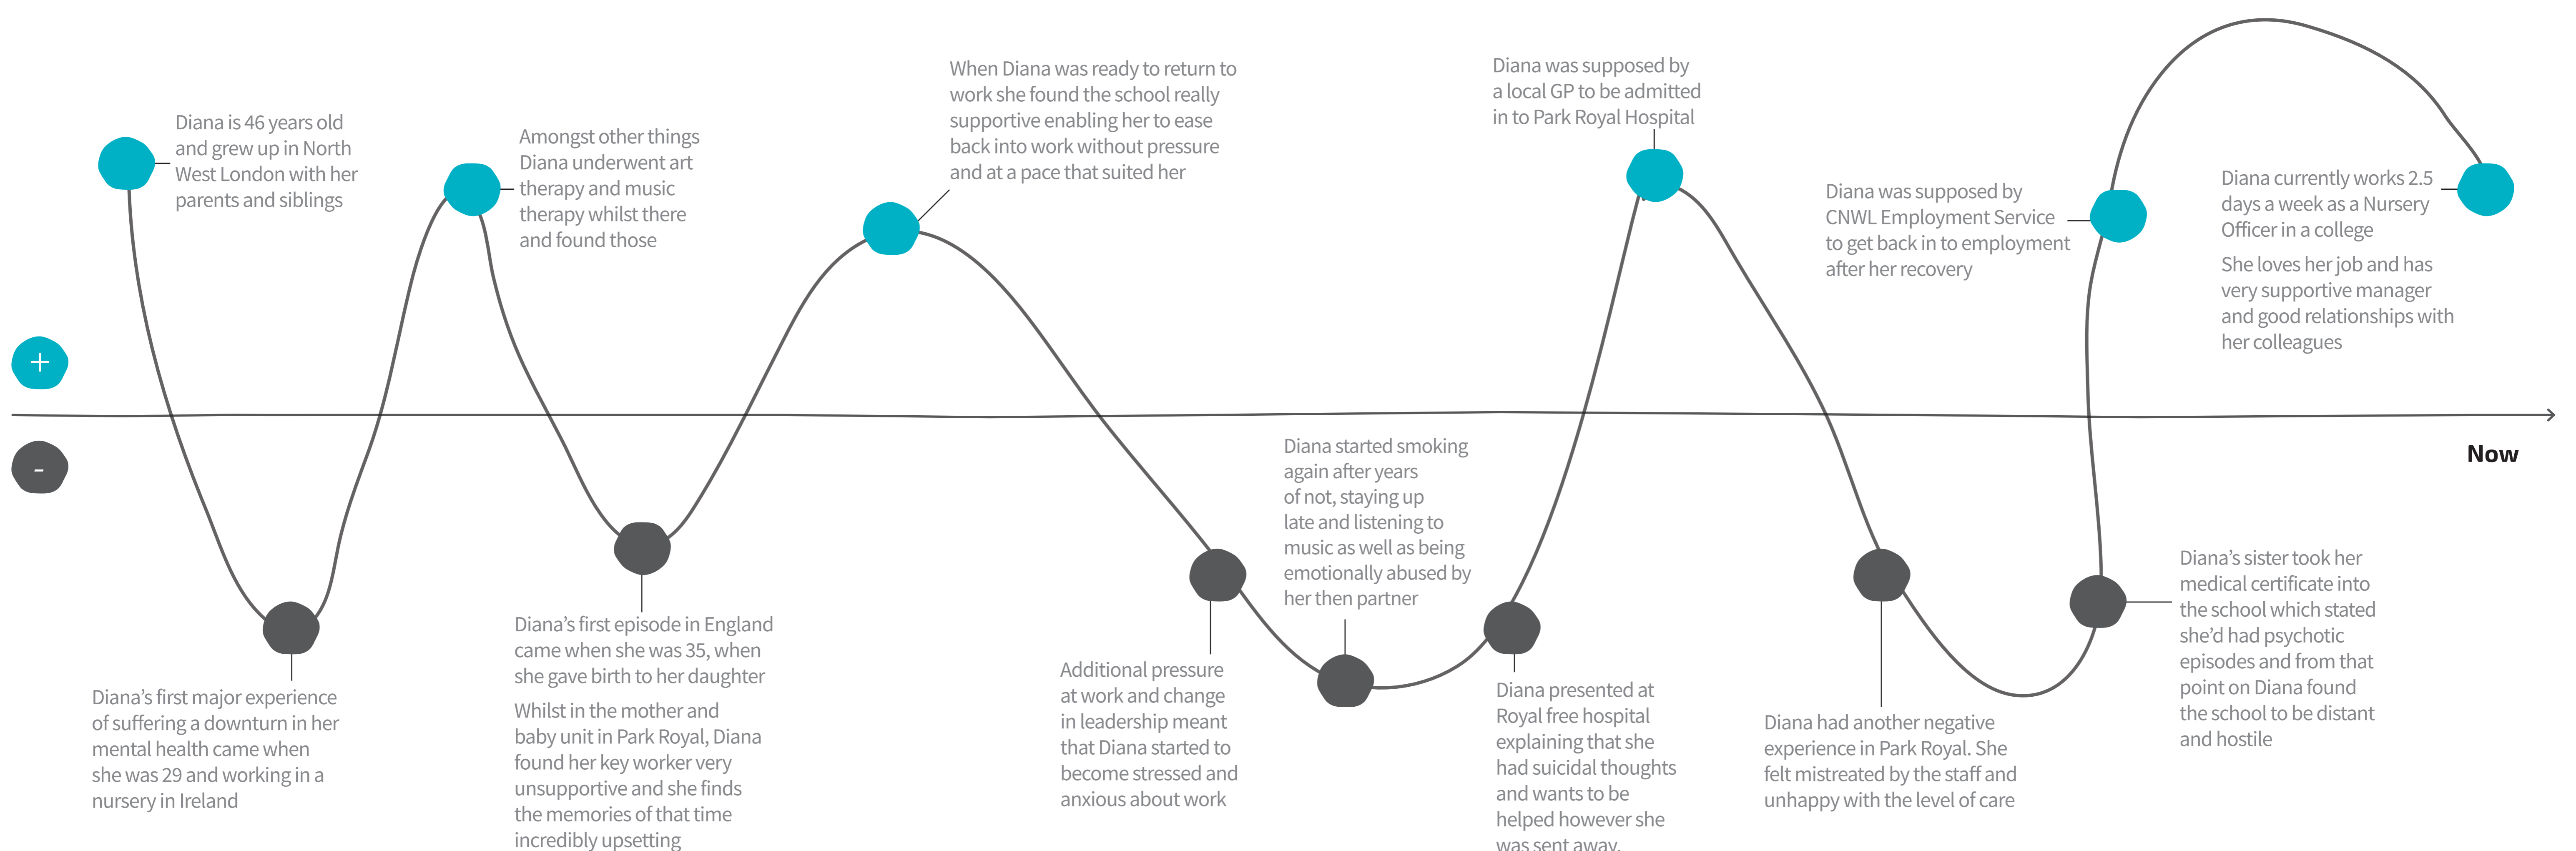 Diana is 46 years old
and grew up in North
West London with her
parents and siblings
Diana's first major experience
of suffering a downturn in her
mental health came when
she was 29 and working in a
nursery in Ireland
Amongst other things
Diana underwent art
therapy and music
therapy whilst there
and found those
Diana's first episode in England
came when she was 35, when
she gave birth to her daughter
Whilst in the mother and
baby unit in Park Royal, Diana
found her key worker very
unsupportive and she finds
the memories of that time
incredibly upsetting
When Diana was ready to return to
work she found the school really
supportive enabling her to ease
back into work without pressure
and at a pace that suited her
Additional pressure
at work and change
in leadership meant
that Diana started to
become stressed and
anxious about work
Diana started smoking
again after years
of not, staying up
late and listening to
music as well as being
emotionally abused by
her then partner
Diana presented at
Royal free hospital
explaining that she
had suicidal thoughts
and wants to be
helped however she
was sent away.
Diana was supposed by
a local GP to be admitted
in to Park Royal Hospital
Diana had another negative
experience in Park Royal. She
felt mistreated by the staff and
unhappy with the level of care
Diana was supposed by
CNWL Employment Service
to get back in to employment
after her recovery
Diana's sister took her
medical certificate into
the school which stated
she'd had psychotic
episodes and from that
point on Diana found
the school to be distant
and hostile
Diana currently works 2.5
days a week as a Nursery
Officer in a college
She loves her job and has
very supportive manager
and good relationships with
her colleagues
+
-
Now